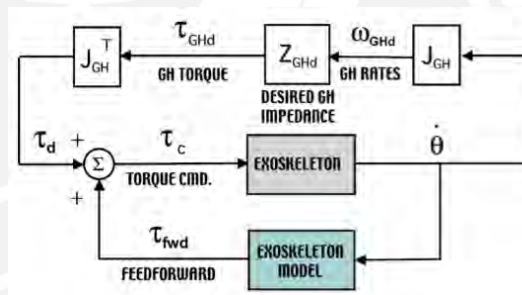 J_GH^T
τ_GHd
GH TORQUE
Z_GHd
DESIRED GH
IMPEDANCE
ω_GHd
GH RATES
J_GH
τ_d
+
Σ
+
τ_c
TORQUE CMD.
EXOSKELETON
θ̇
τ_fwd
FEEDFORWARD
EXOSKELETON
MODEL